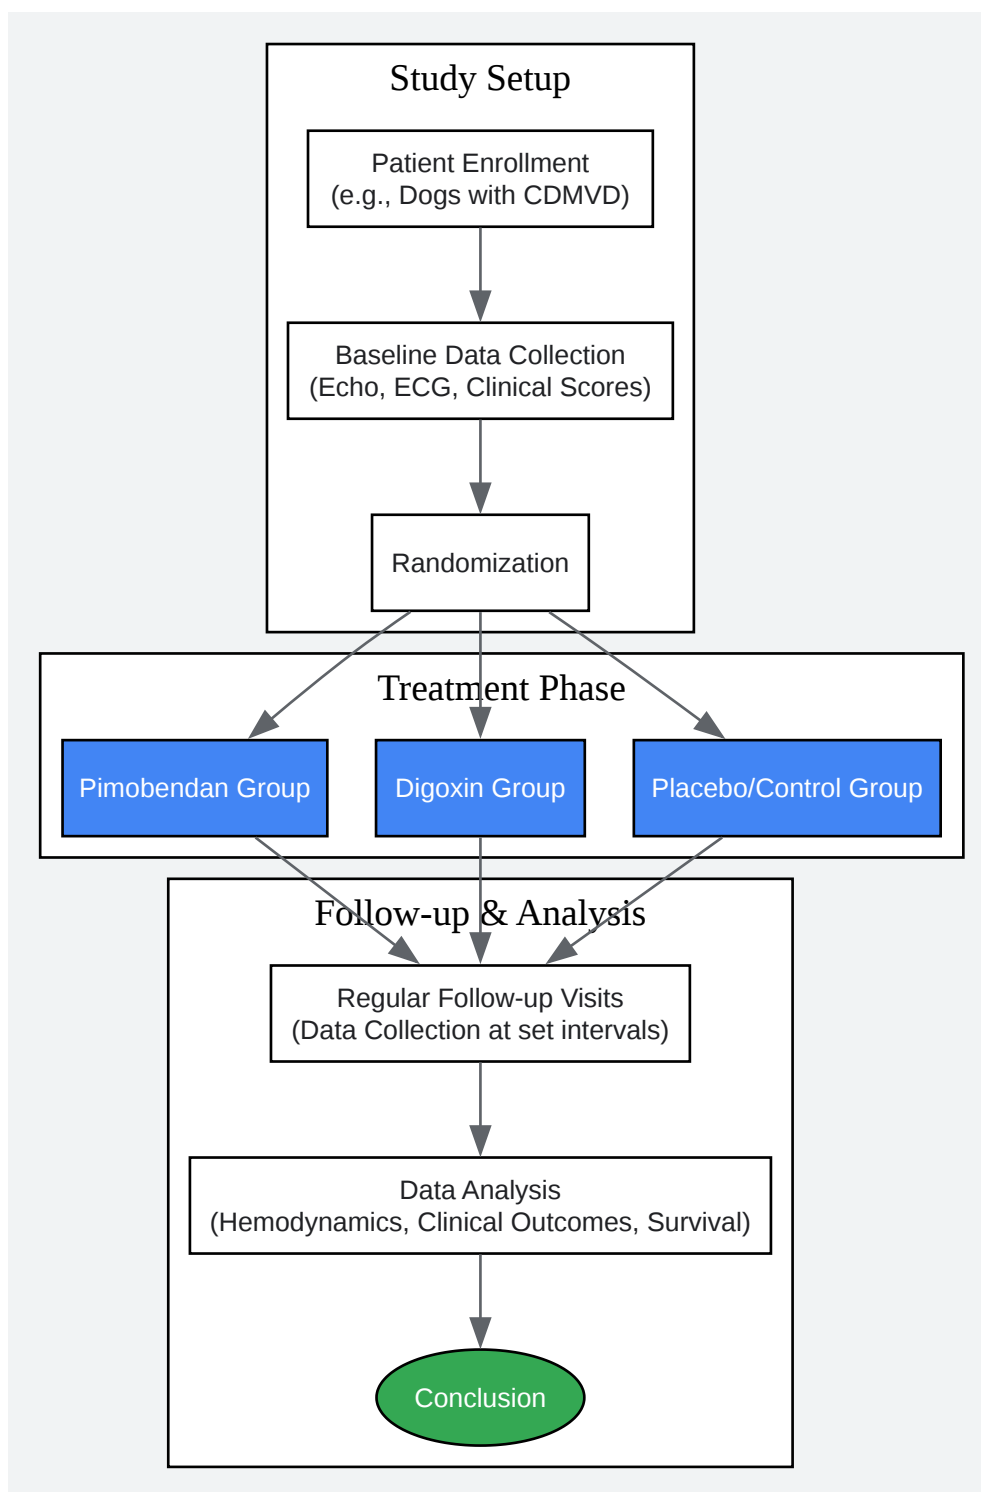 Study Setup
Patient Enrollment
(e.g., Dogs with CDMVD)
Baseline Data Collection
(Echo, ECG, Clinical Scores)
Randomization
Treatment Phase
Pimobendan Group
Digoxin Group
Placebo/Control Group
Follow-up & Analysis
Regular Follow-up Visits
(Data Collection at set intervals)
Data Analysis
(Hemodynamics, Clinical Outcomes, Survival)
Conclusion